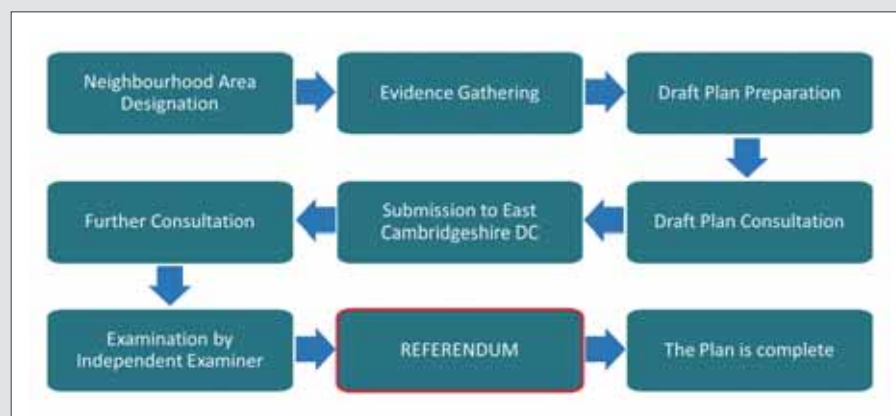 Neighbourhood Area
Designation
Evidence Gathering
Draft Plan Preparation
Draft Plan Consultation
Submission to East
Cambridgeshire DC
Further Consultation
Examination by
Independent Examiner
REFERENDUM
The Plan is complete